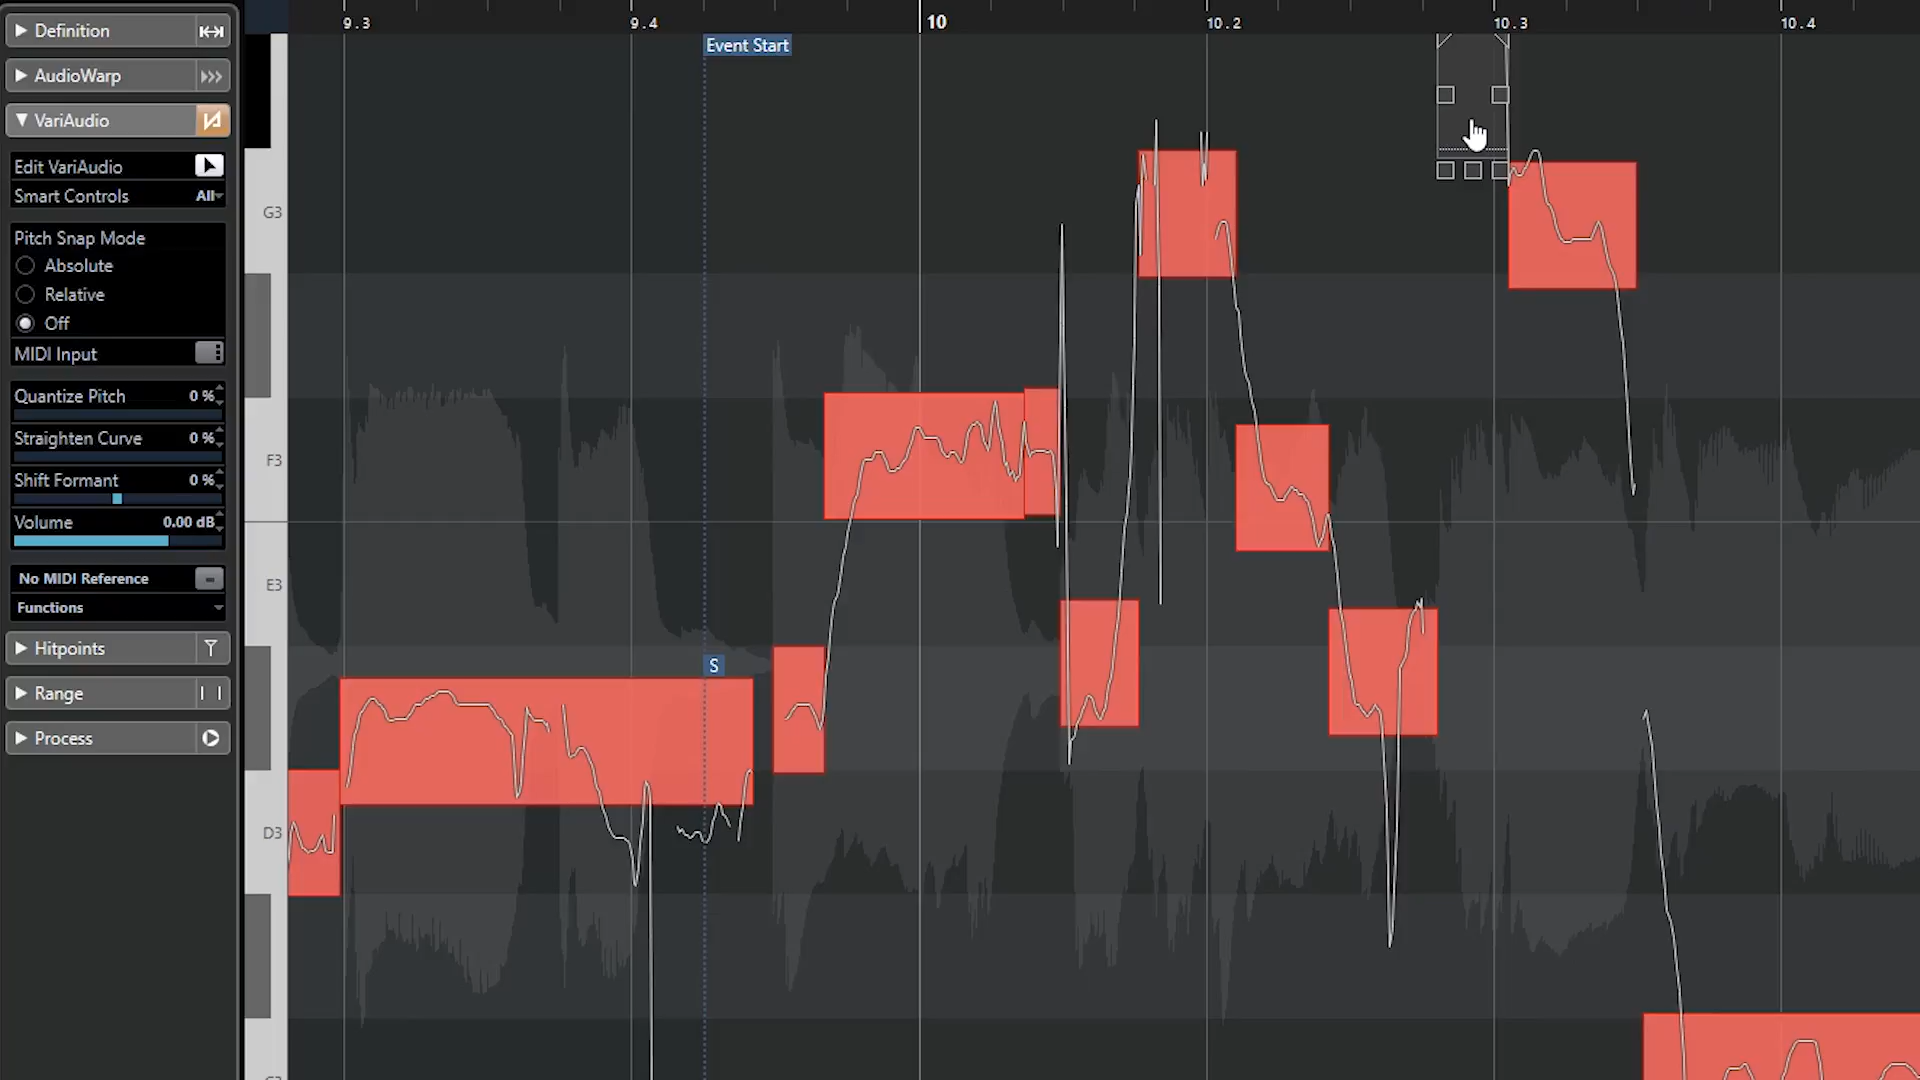 9.3
9.4
10
10.2
10.3
10.4
Event Start
Definition
AudioWarp
VariAudio
Edit VariAudio
Smart Controls All
Pitch Snap Mode
Absolute
Relative
Off
MIDI Input
Quantize Pitch 0 %
Straighten Curve 0 %
Shift Formant 0 %
Volume 0.00 dB
No MIDI Reference
Functions
Hitpoints
Range
Process
G3
F3
E3
D3
S